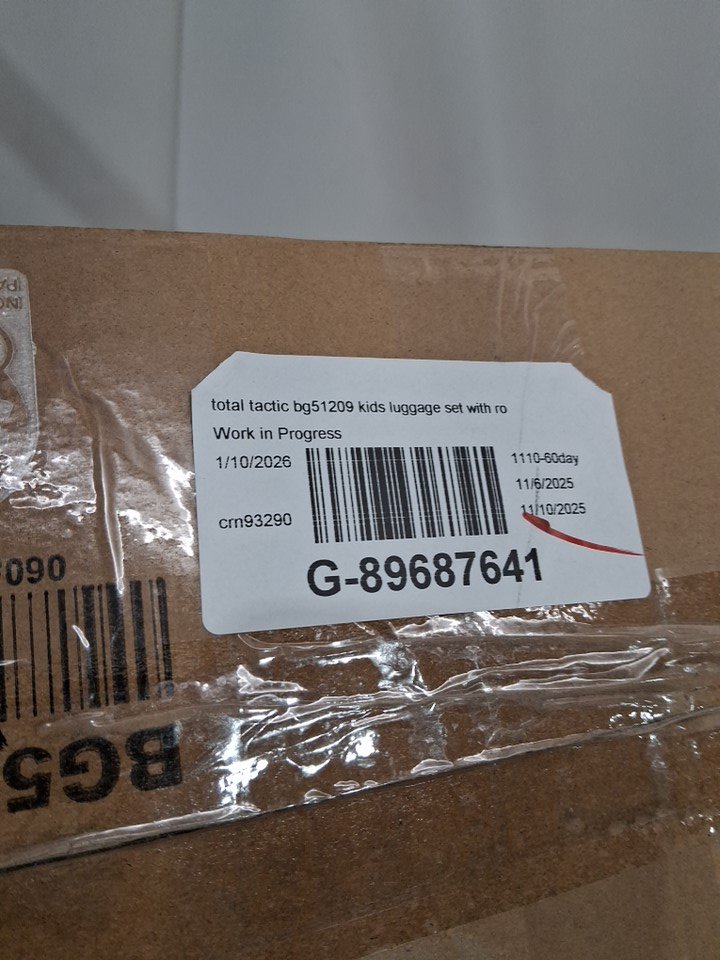 total tactic bg51209 kids luggage set with ro
Work in Progress
1/10/2026
1110-60day
11/6/2025
crn93290
11/10/2025
G-89687641
090
BG5